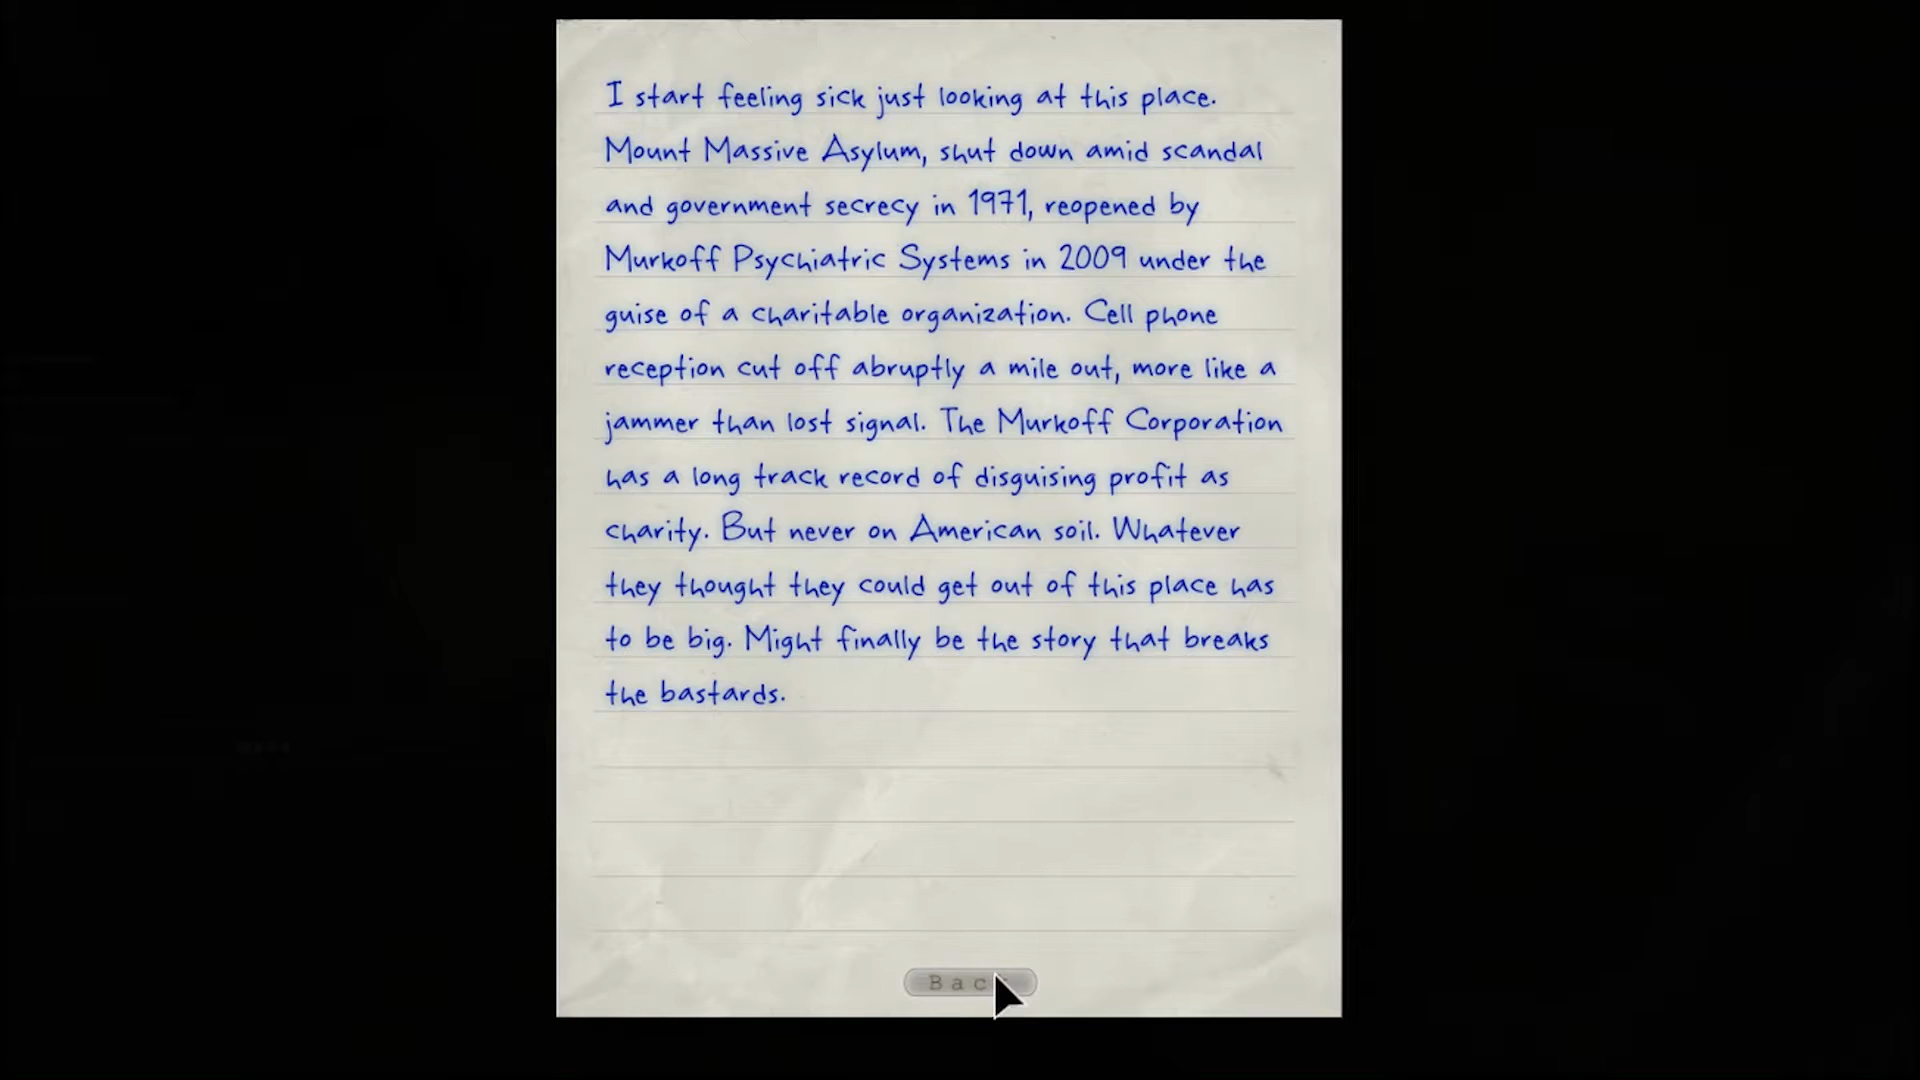 I start feeling sick just looking at this place.
Mount Massive Asylum, shut down amid scandal
and government secrecy in 1971, reopened by
Murkoff Psychiatric Systems in 2009 under the
guise of a charitable organization. Cell phone
reception cut off abruptly a mile out, more like a
jammer than lost signal. The Murkoff Corporation
has a long track record of disguising profit as
charity. But never on American soil. Whatever
they thought they could get out of this place has
to be big. Might finally be the story that breaks
the bastards.
Back